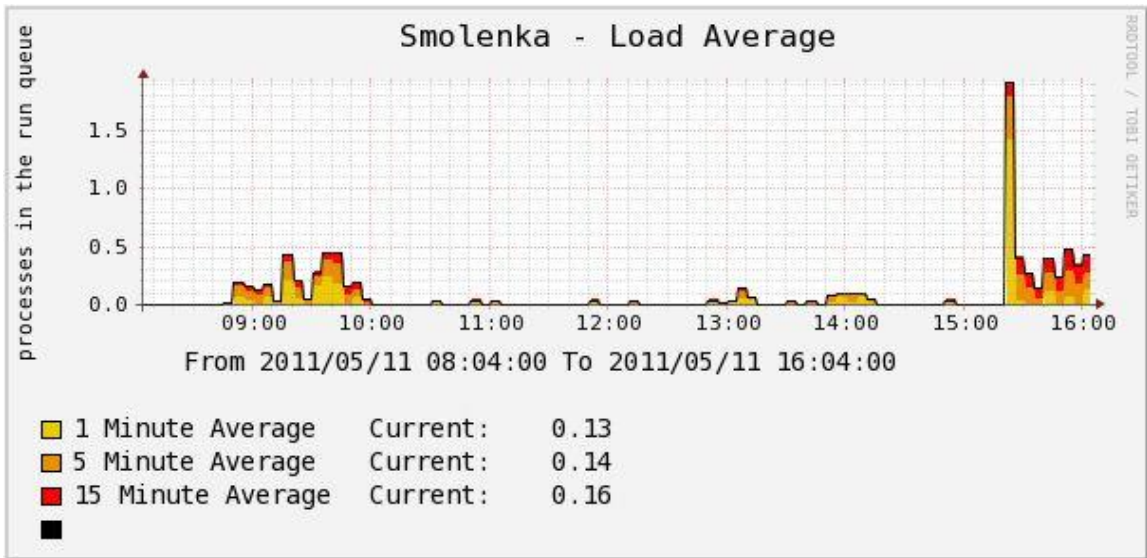 Smolenka - Load Average
processes in the run queue
RRDTOOL / TOBI OETIKER
1.5
1.0
0.5
0.0
09:00 10:00 11:00 12:00 13:00 14:00 15:00 16:00
From 2011/05/11 08:04:00 To 2011/05/11 16:04:00
1 Minute Average Current: 0.13
5 Minute Average Current: 0.14
15 Minute Average Current: 0.16